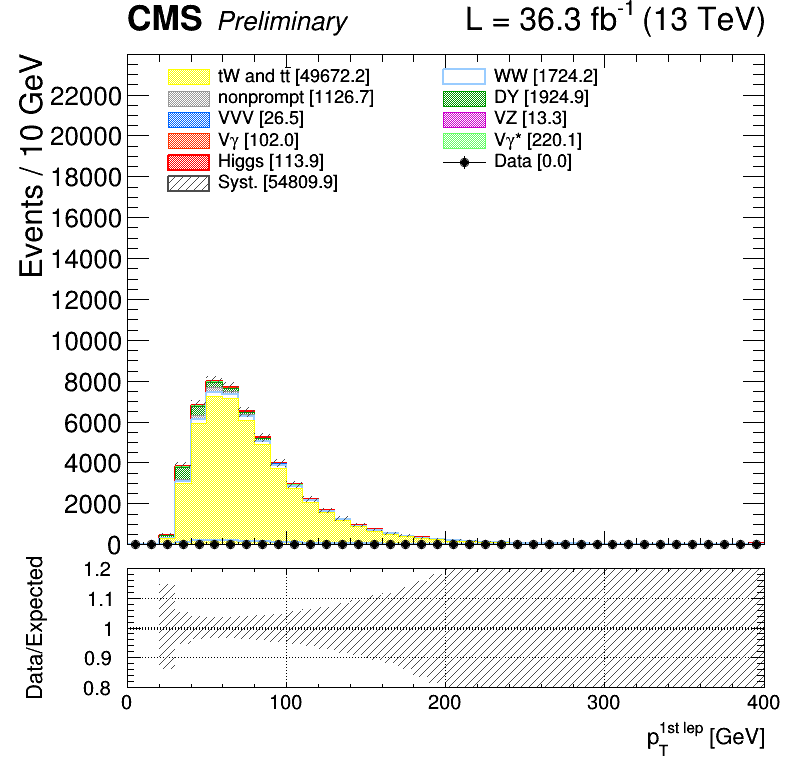 CMS Preliminary L = 36.3 fb⁻¹ (13 TeV)
Events / 10 GeV
tW and tt̄ [49672.2] WW [1724.2]
nonprompt [1126.7] DY [1924.9]
VVV [26.5] VZ [13.3]
Vγ [102.0] Vγ* [220.1]
Higgs [113.9] Data [0.0]
Syst. [54809.9]
22000
20000
18000
16000
14000
12000
10000
8000
6000
4000
2000
0
Data/Expected
1.2
1.1
1
0.9
0.8
0 100 200 300 400
p_T^1st lep [GeV]